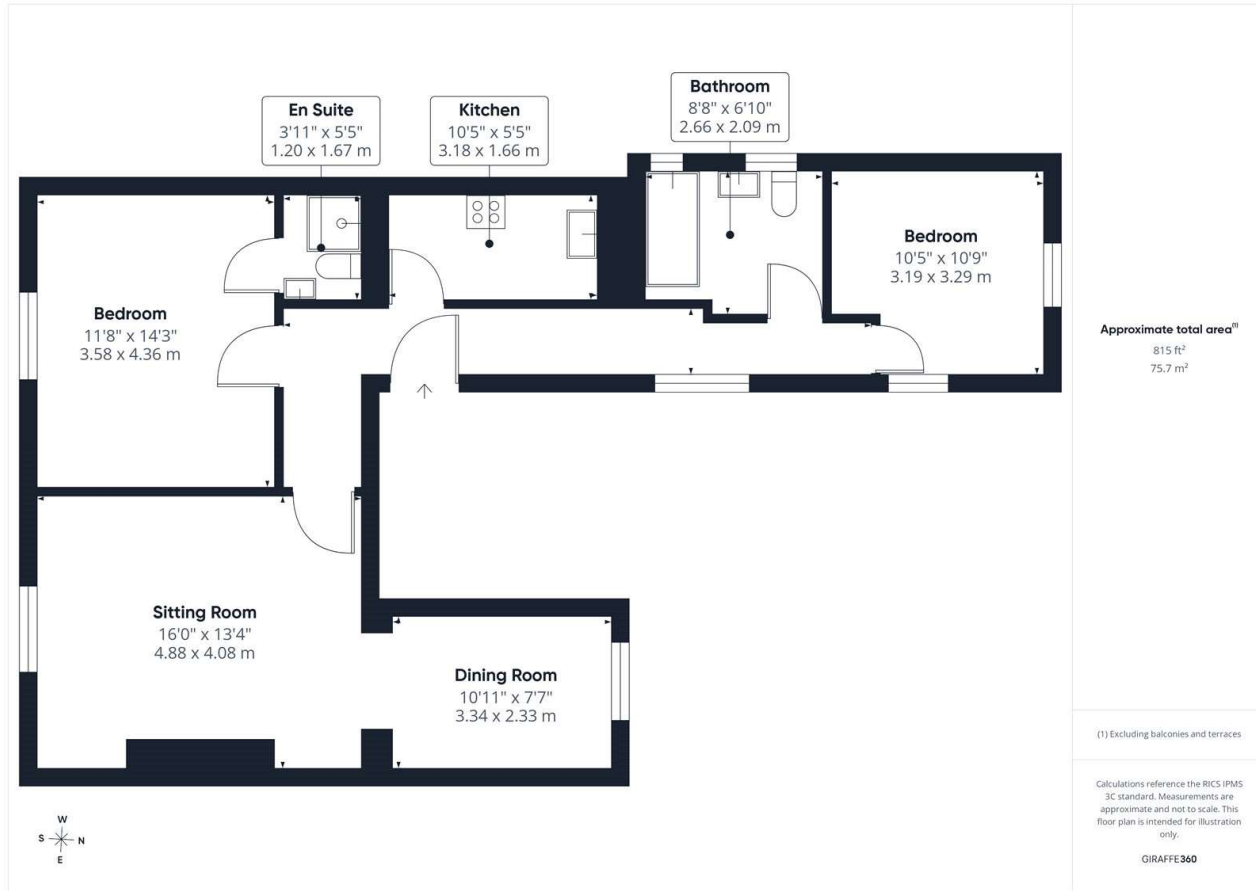 En Suite
3'11" x 5'5"
1.20 x 1.67 m
Kitchen
10'5" x 5'5"
3.18 x 1.66 m
Bathroom
8'8" x 6'10"
2.66 x 2.09 m
Bedroom
10'5" x 10'9"
3.19 x 3.29 m
Bedroom
11'8" x 14'3"
3.58 x 4.36 m
Sitting Room
16'0" x 13'4"
4.88 x 4.08 m
Dining Room
10'11" x 7'7"
3.34 x 2.33 m
W
S N
E
Approximate total area(1)
815 ft²
75.7 m²
(1) Excluding balconies and terraces
Calculations reference the RICS IPMS
3C standard. Measurements are
approximate and not to scale. This
floor plan is intended for illustration
only.
GIRAFFE360